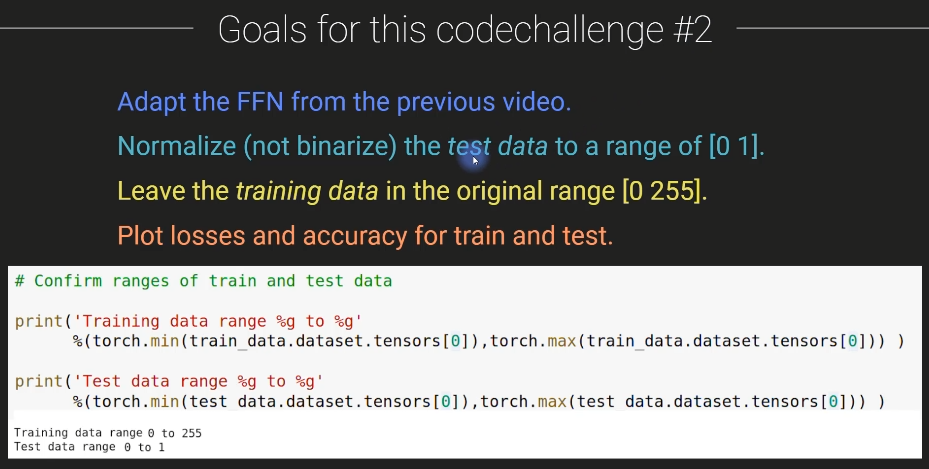 Goals for this codechallenge #2
Adapt the FFN from the previous video.
Normalize (not binarize) the test data to a range of [0 1].
Leave the training data in the original range [0 255].
Plot losses and accuracy for train and test.
# Confirm ranges of train and test data
print('Training data range %g to %g'
%(torch.min(train_data.dataset.tensors[0]),torch.max(train_data.dataset.tensors[0])) )
print('Test data range %g to %g'
%(torch.min(test_data.dataset.tensors[0]),torch.max(test_data.dataset.tensors[0])) )
Training data range 0 to 255
Test data range 0 to 1